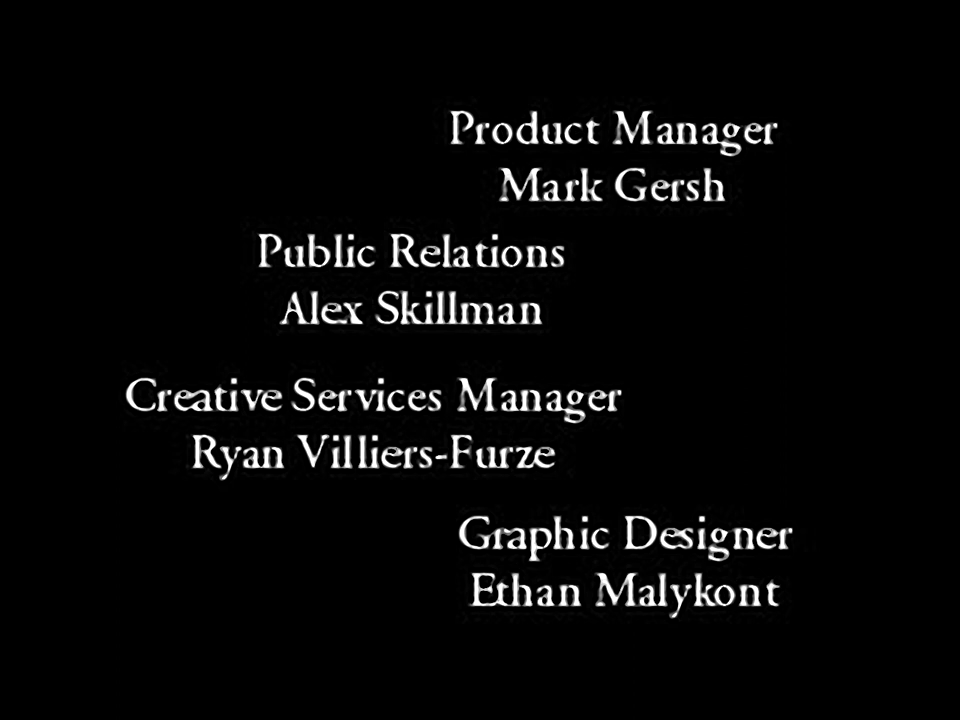 Product Manager
Mark Gersh
Public Relations
Alex Skillman
Creative Services Manager
Ryan Villiers-Furze
Graphic Designer
Ethan Malykont